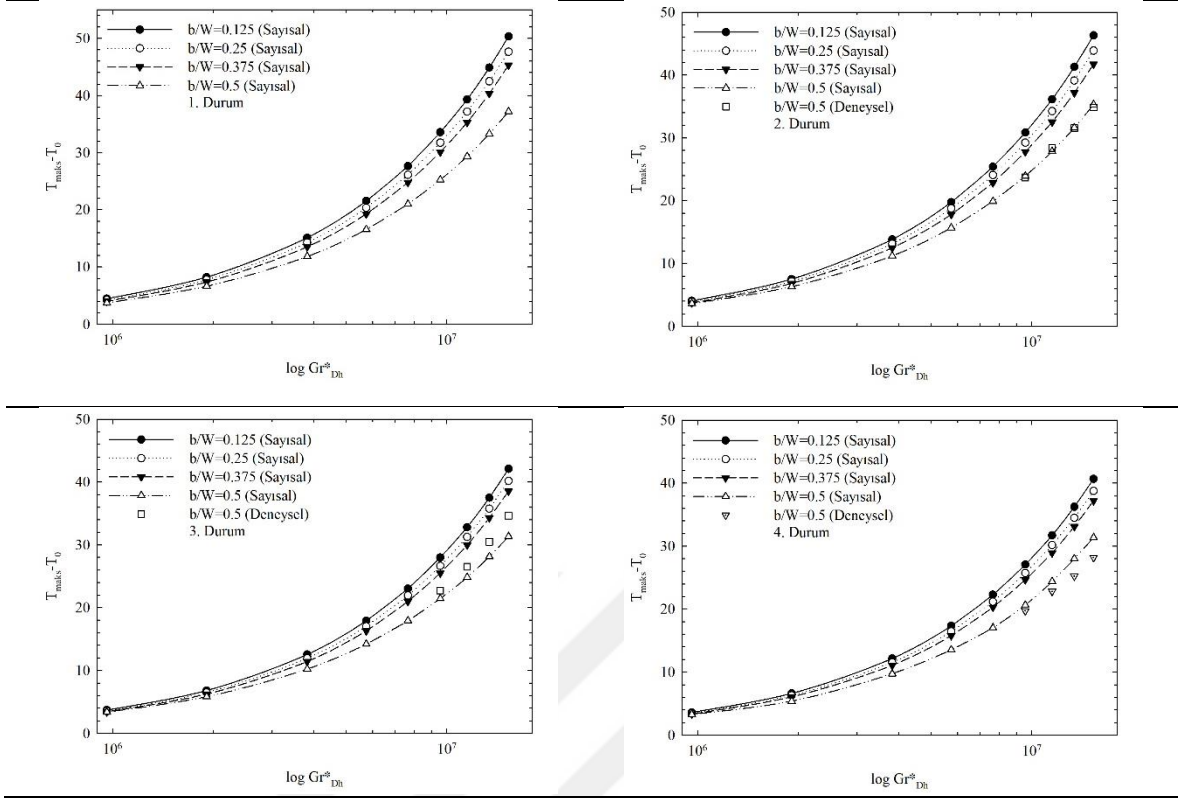 b/W=0.125 (Sayısal)
b/W=0.25 (Sayısal)
b/W=0.375 (Sayısal)
b/W=0.5 (Sayısal)
1. Durum
T_maks-T_0
50
40
30
20
10
0
10^6
10^7
log Gr*_Dh
b/W=0.125 (Sayısal)
b/W=0.25 (Sayısal)
b/W=0.375 (Sayısal)
b/W=0.5 (Sayısal)
b/W=0.5 (Deneysel)
2. Durum
T_maks-T_0
50
40
30
20
10
0
10^6
10^7
log Gr*_Dh
b/W=0.125 (Sayısal)
b/W=0.25 (Sayısal)
b/W=0.375 (Sayısal)
b/W=0.5 (Sayısal)
b/W=0.5 (Deneysel)
3. Durum
T_maks-T_0
50
40
30
20
10
0
10^6
10^7
log Gr*_Dh
b/W=0.125 (Sayısal)
b/W=0.25 (Sayısal)
b/W=0.375 (Sayısal)
b/W=0.5 (Sayısal)
b/W=0.5 (Deneysel)
4. Durum
T_maks-T_0
50
40
30
20
10
0
10^6
10^7
log Gr*_Dh